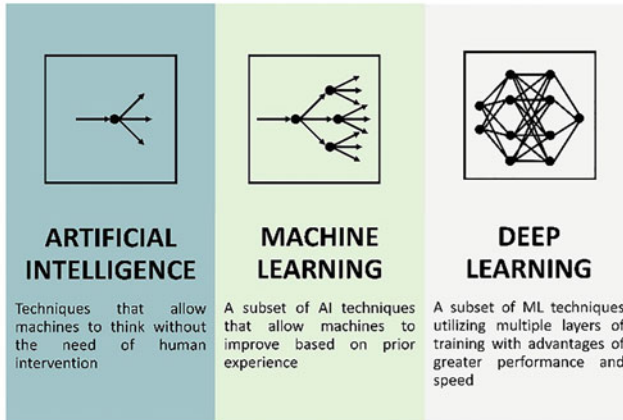 ARTIFICIAL
INTELLIGENCE
Techniques that allow
machines to think without
the need of human
intervention
MACHINE
LEARNING
A subset of AI techniques
that allow machines to
improve based on prior
experience
DEEP
LEARNING
A subset of ML techniques
utilizing multiple layers of
training with advantages of
greater performance and
speed